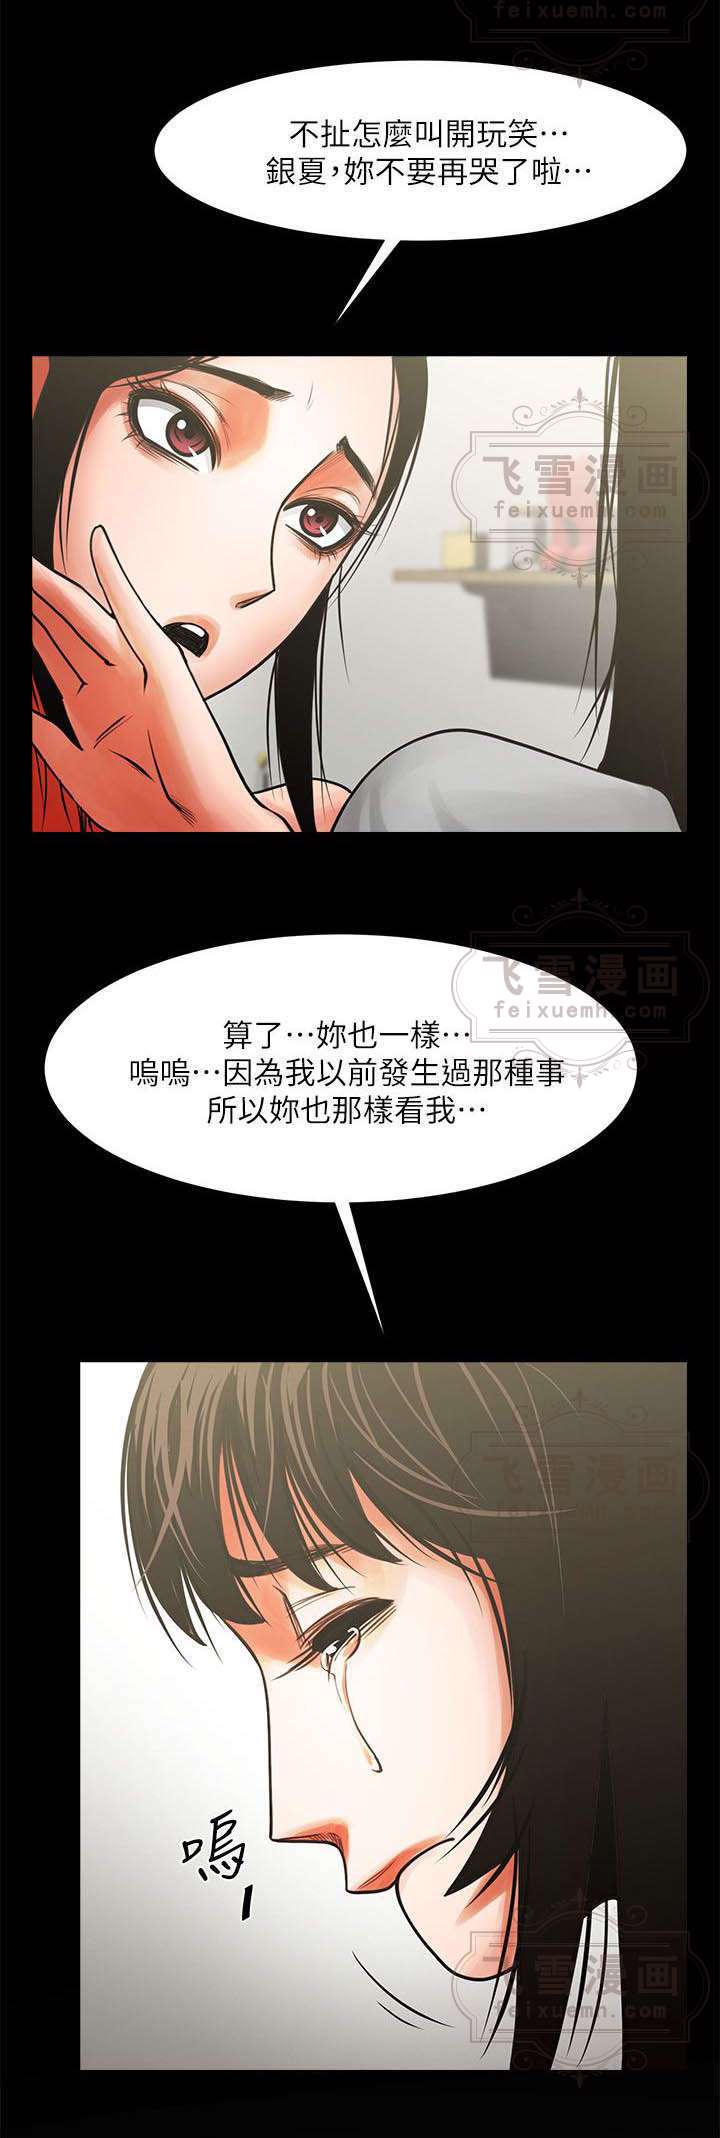 feixuemh.com
不扯怎麼叫開玩笑⋯
銀夏，妳不要再哭了啦⋯
飞雪漫画
feixuemh.com
飞雪漫画
feixuemh.com
算了⋯妳也一樣⋯
嗚嗚⋯因為我以前發生過那種事
所以妳也那樣看我⋯
飞雪漫画
feixuemh.com
嗚
飞雪漫画
feixuemh.com